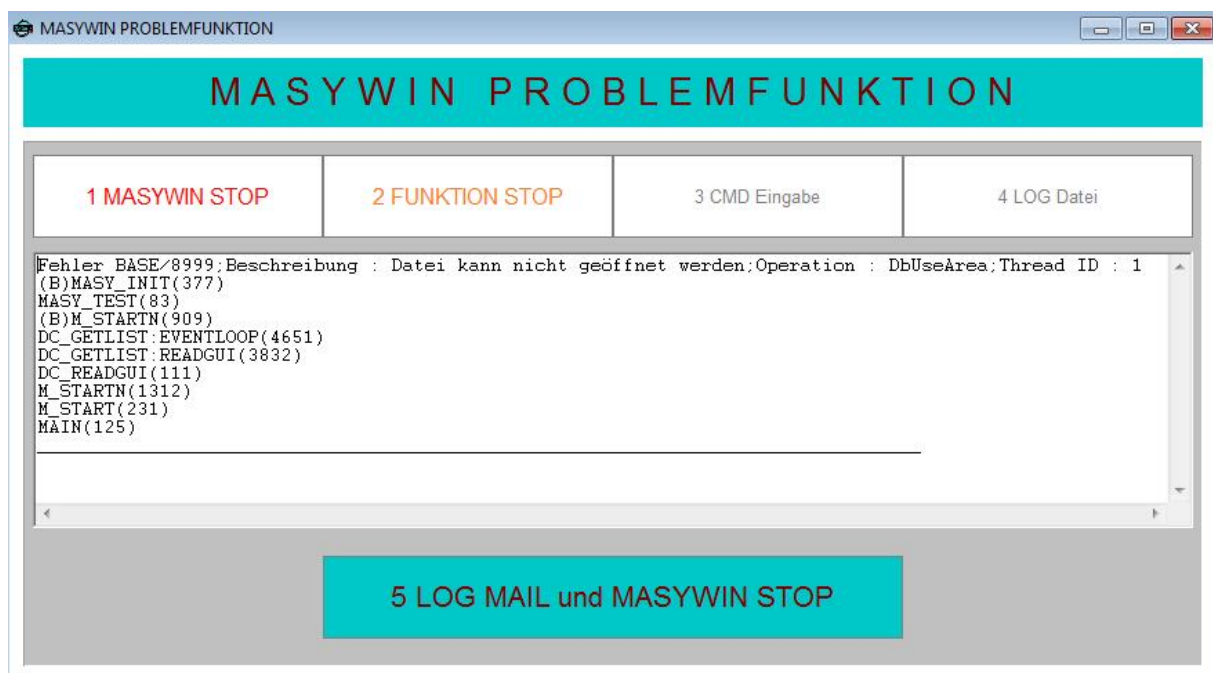 MASYWIN PROBLEMFUNKTION
MASYWIN PROBLEMFUNKTION
1 MASYWIN STOP
2 FUNKTION STOP
3 CMD Eingabe
4 LOG Datei
Fehler BASE/8999;Beschreibung : Datei kann nicht geöffnet werden;Operation : DbUseArea;Thread ID : 1
(B)MASY_INIT(377)
MASY_TEST(83)
(B)M_STARTN(909)
DC_GETLIST:EVENTLOOP(4651)
DC_GETLIST:READGUI(3832)
DC_READGUI(111)
M_STARTN(1312)
M_START(231)
MAIN(125)
5 LOG MAIL und MASYWIN STOP